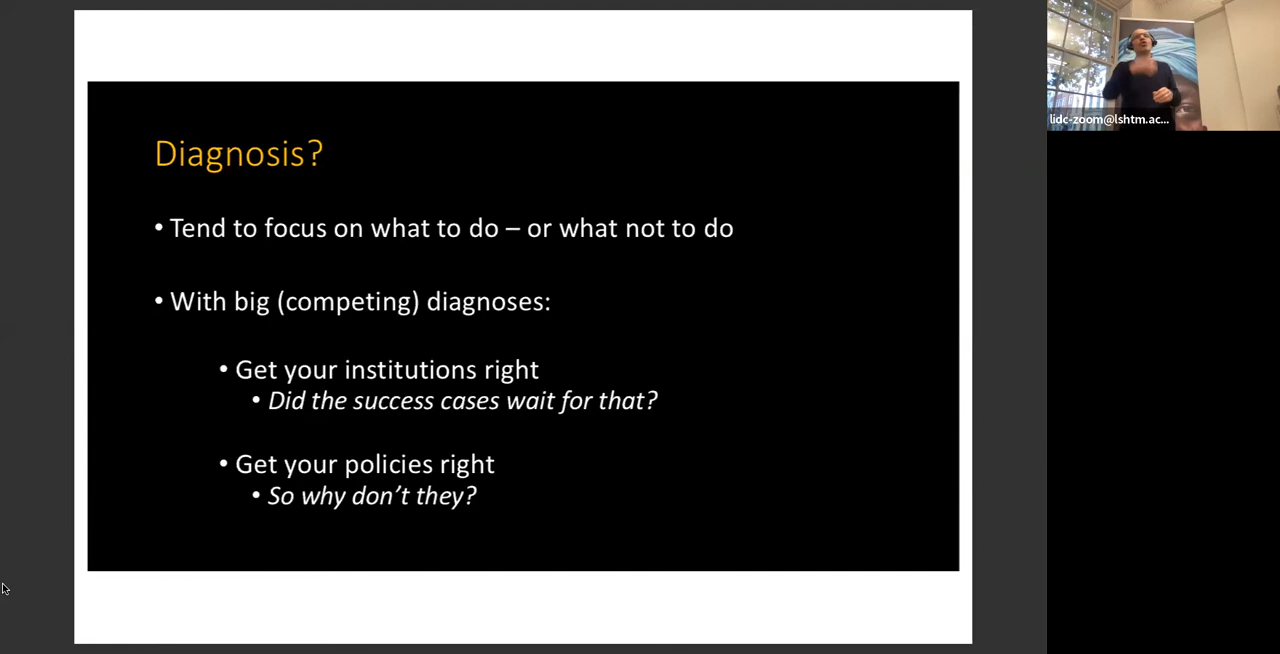 Diagnosis?
• Tend to focus on what to do – or what not to do
• With big (competing) diagnoses:
• Get your institutions right
• Did the success cases wait for that?
• Get your policies right
• So why don’t they?
lidc-zoom@lshtm.ac...